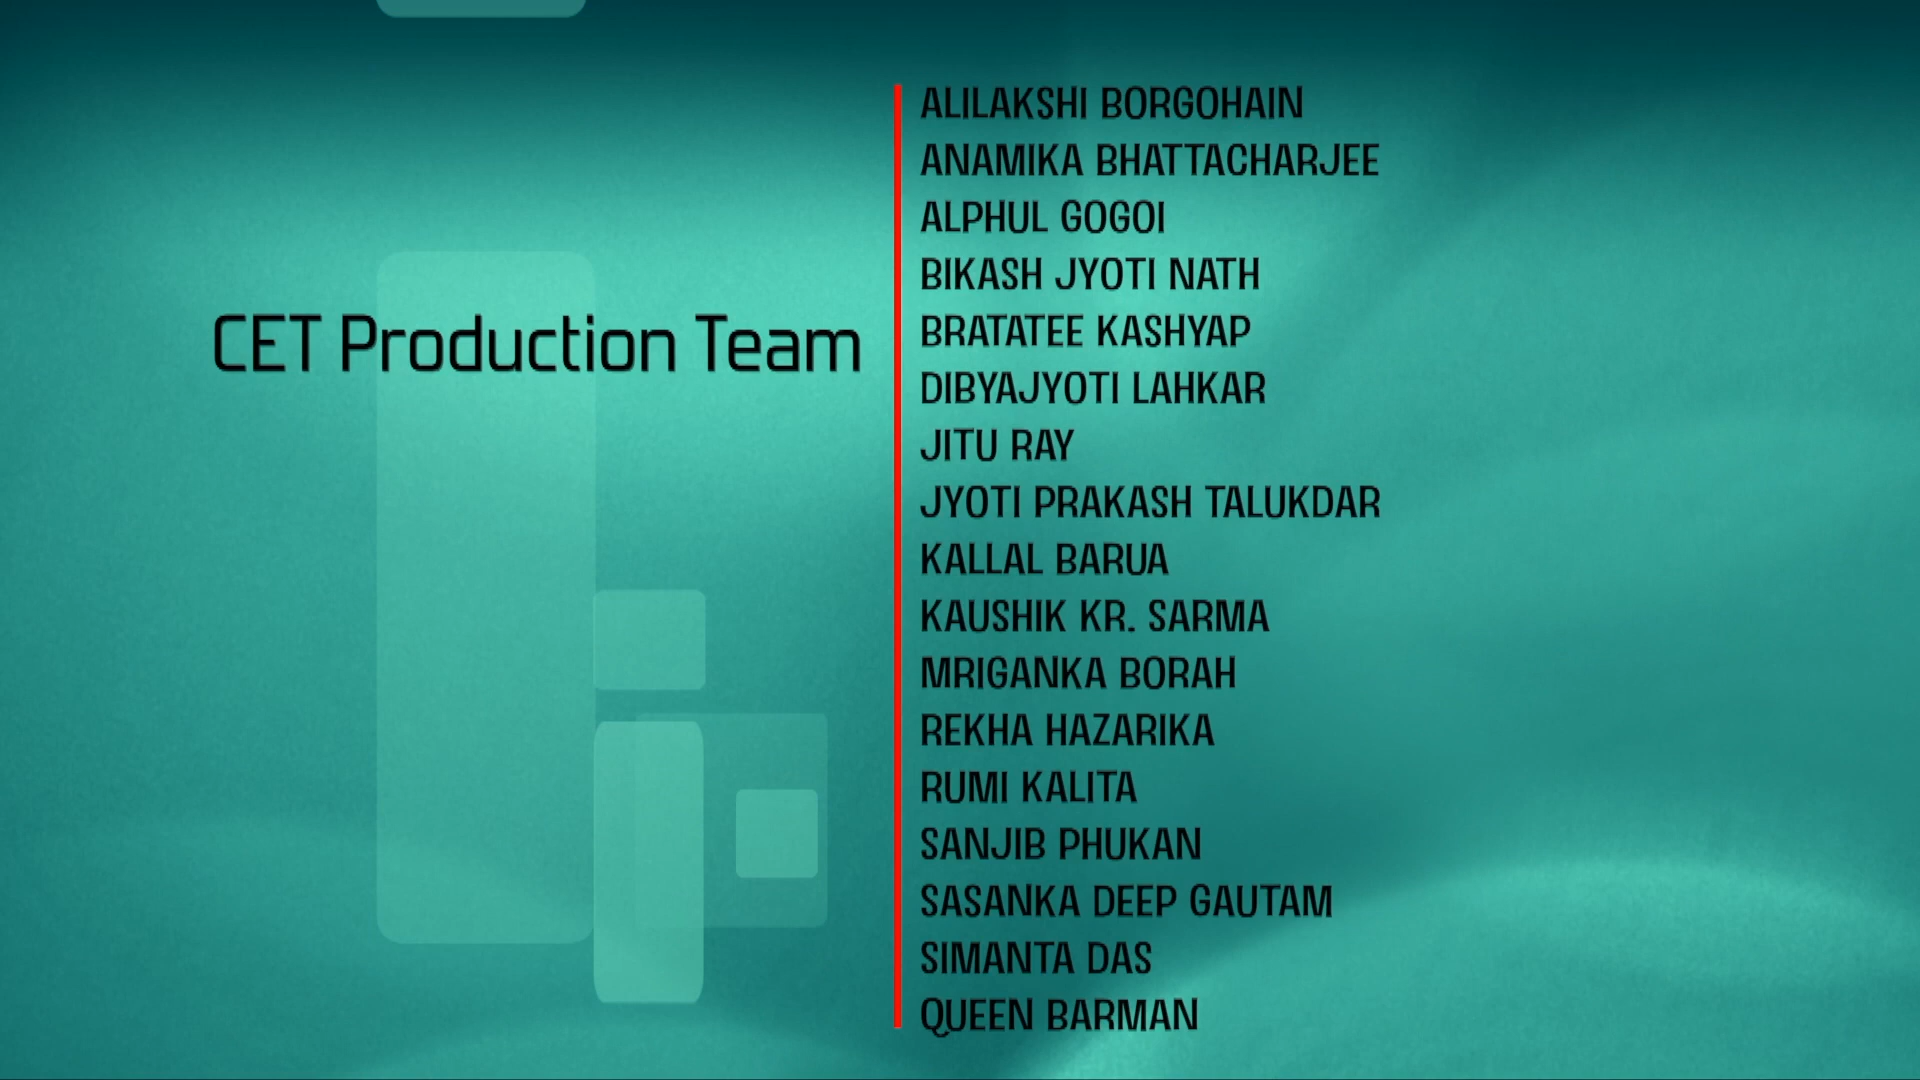 CET Production Team
ALILAKSHI BORGOHAIN
ANAMIKA BHATTACHARJEE
ALPHUL GOGOI
BIKASH JYOTI NATH
BRATATEE KASHYAP
DIBYAJYOTI LAHKAR
JITU RAY
JYOTI PRAKASH TALUKDAR
KALLAL BARUA
KAUSHIK KR. SARMA
MRIGANKA BORAH
REKHA HAZARIKA
RUMI KALITA
SANJIB PHUKAN
SASANKA DEEP GAUTAM
SIMANTA DAS
QUEEN BARMAN